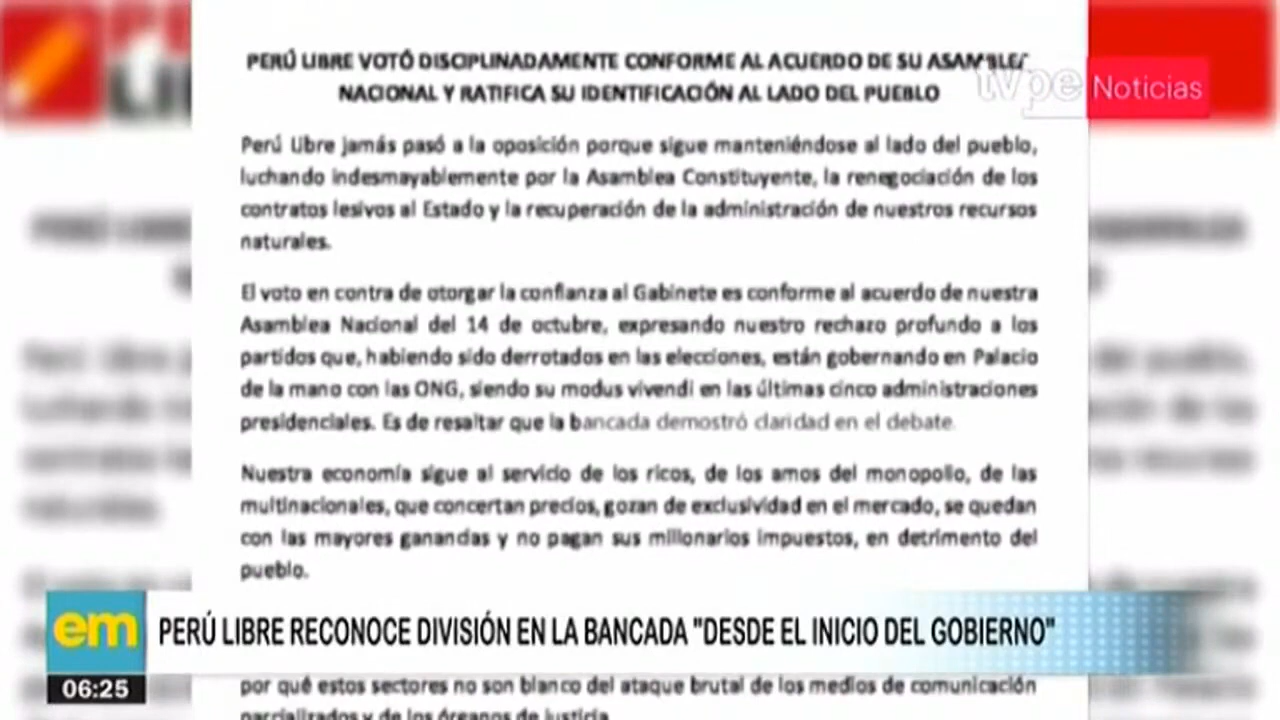 PERÚ LIBRE VOTÓ DISCIPLINADAMENTE CONFORME AL ACUERDO DE SU ASAMBLEA
NACIONAL Y RATIFICA SU IDENTIFICACIÓN AL LADO DEL PUEBLO
tvpe Noticias
Perú Libre jamás pasó a la oposición porque sigue manteniéndose al lado del pueblo,
luchando indesmayablemente por la Asamblea Constituyente, la renegociación de los
contratos lesivos al Estado y la recuperación de la administración de nuestros recursos
naturales.
El voto en contra de otorgar la confianza al Gabinete es conforme al acuerdo de nuestra
Asamblea Nacional del 14 de octubre, expresando nuestro rechazo profundo a los
partidos que, habiendo sido derrotados en las elecciones, están gobernando en Palacio
de la mano con las ONG, siendo su modus vivendi en las últimas cinco administraciones
presidenciales. Es de resaltar que la bancada demostró claridad en el debate.
Nuestra economía sigue al servicio de los ricos, de los amos del monopolio, de las
multinacionales, que concertan precios, gozan de exclusividad en el mercado, se quedan
con las mayores ganancias y no pagan sus millonarios impuestos, en detrimento del
pueblo.
em
PERÚ LIBRE RECONOCE DIVISIÓN EN LA BANCADA "DESDE EL INICIO DEL GOBIERNO"
06:25
por qué estos sectores no son blanco del ataque brutal de los medios de comunicación
parcializados y de los órganos de justicia.